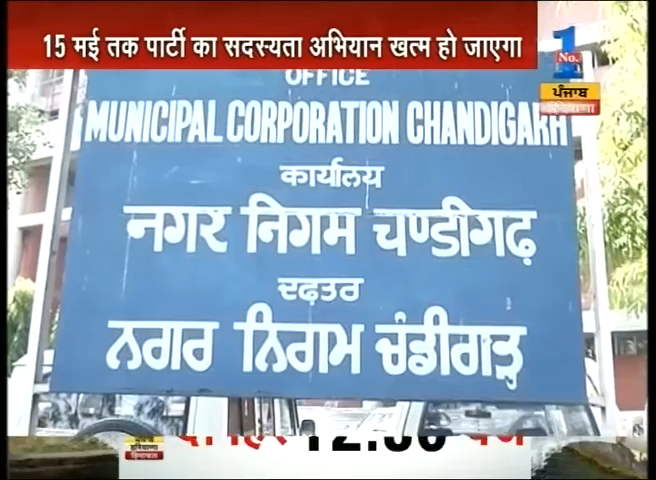 15 मई तक पार्टी का सदस्यता अभियान खत्म हो जाएगा
No.1
ਪੰਜਾਬ
OFFICE
MUNICIPAL CORPORATION CHANDIGARH
कार्यालय
नगर निगम चण्डीगढ़
ਦਫ਼ਤਰ
ਨਗਰ ਨਿਗਮ ਚੰਡੀਗੜ੍ਹ